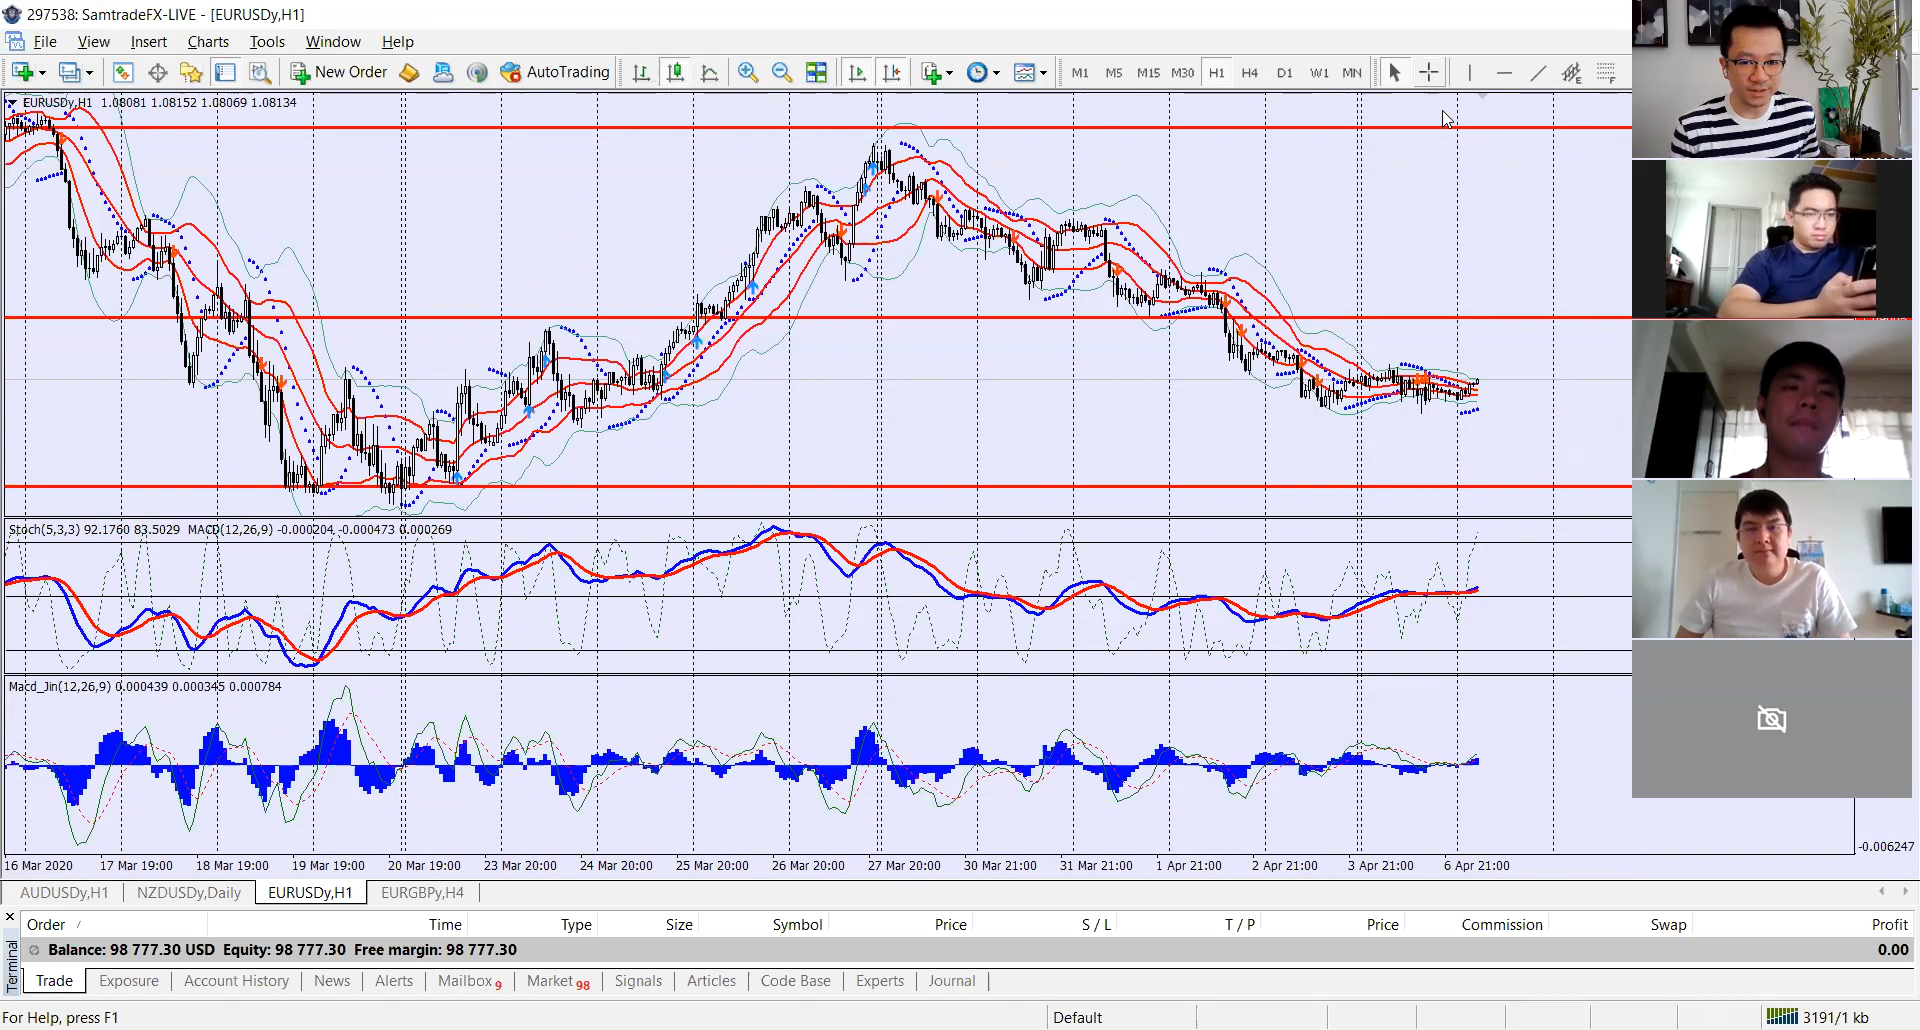 297538: SamtradeFX-LIVE - [EURUSDy,H1]
File View Insert Charts Tools Window Help
New Order AutoTrading M1 M5 M15 M30 H1 H4 D1 W1 MN
EURUSDy,H1 1.08081 1.08152 1.08069 1.08134
Stoch(5,3,3) 92.1760 83.5029 MACD(12,26,9) -0.000204 -0.000473 0.000269
Macd_Jin(12,26,9) 0.000439 0.000345 0.000784
-0.006247
16 Mar 2020 17 Mar 19:00 18 Mar 19:00 19 Mar 19:00 20 Mar 19:00 23 Mar 20:00 24 Mar 20:00 25 Mar 20:00 26 Mar 20:00 27 Mar 20:00 30 Mar 21:00 31 Mar 21:00 1 Apr 21:00 2 Apr 21:00 3 Apr 21:00 6 Apr 21:00
AUDUSDy,H1 NZDUSDy,Daily EURUSDy,H1 EURGBPy,H4
Order / Time Type Size Symbol Price S / L T / P Price Commission Swap Profit
Balance: 98 777.30 USD Equity: 98 777.30 Free margin: 98 777.30 0.00
Terminal
Trade Exposure Account History News Alerts Mailbox 9 Market 98 Signals Articles Code Base Experts Journal
For Help, press F1 Default 3191/1 kb